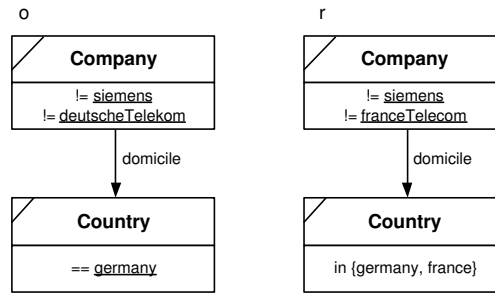 o
Company
!= siemens
!= deutscheTelekom
domicile
Country
== germany
r
Company
!= siemens
!= franceTelecom
domicile
Country
in {germany, france}